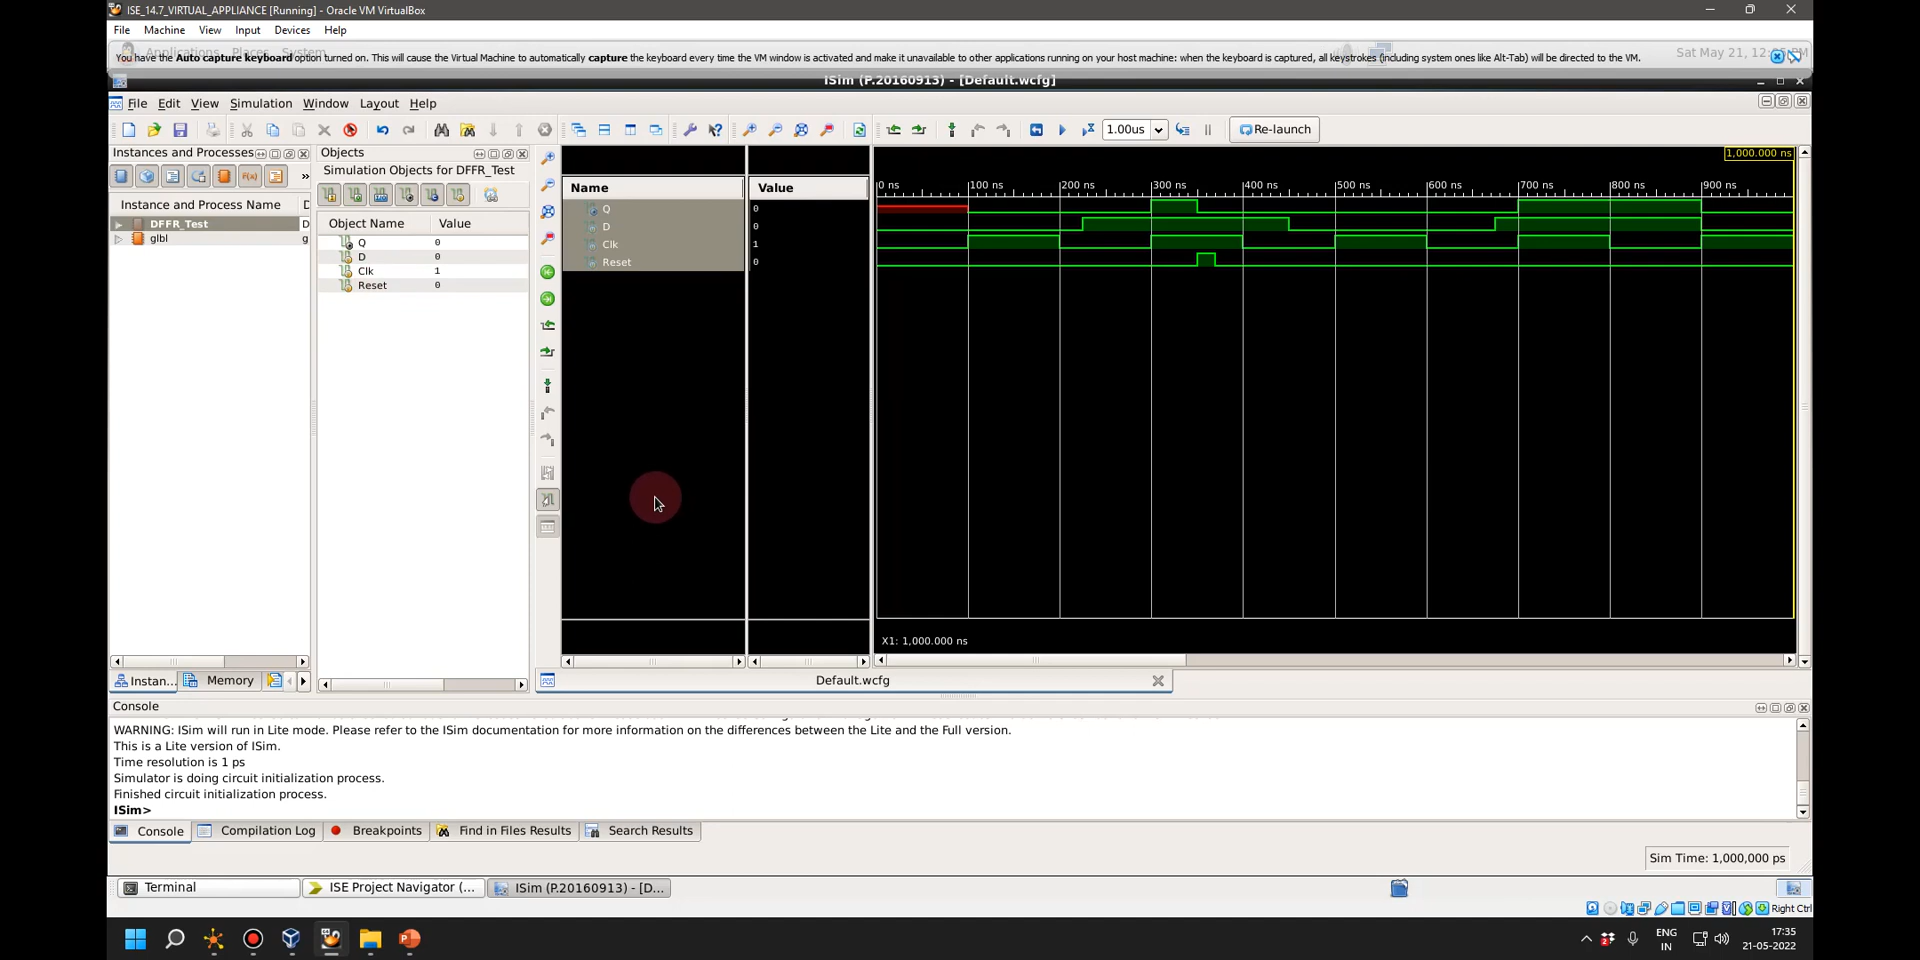 ISE_14.7_VIRTUAL_APPLIANCE [Running] - Oracle VM VirtualBox
File Machine View Input Devices Help
Applications Places System
You have the Auto capture keyboard option turned on. This will cause the Virtual Machine to automatically capture the keyboard every time the VM window is activated and make it unavailable to other applications running on your host machine: when the keyboard is captured, all keystrokes (including system ones like Alt-Tab) will be directed to the VM.
Sat May 21, 12: PM
ISim (P.20160913) - [Default.wcfg]
File Edit View Simulation Window Layout Help
1.00us Re-launch
Instances and Processes
Objects
Simulation Objects for DFFR_Test
1,000.000 ns
F(x)
»
Instance and Process Name D
DFFR_Test D
glbl g
Object Name Value
Q 0
D 0
Clk 1
Reset 0
Name Value
Q 0
D 0
Clk 1
Reset 0
0 ns 100 ns 200 ns 300 ns 400 ns 500 ns 600 ns 700 ns 800 ns 900 ns
X1: 1,000.000 ns
Instan... Memory
Default.wcfg
Console
WARNING: ISim will run in Lite mode. Please refer to the ISim documentation for more information on the differences between the Lite and the Full version.
This is a Lite version of ISim.
Time resolution is 1 ps
Simulator is doing circuit initialization process.
Finished circuit initialization process.
ISim>
Console Compilation Log Breakpoints Find in Files Results Search Results
Sim Time: 1,000,000 ps
Terminal ISE Project Navigator (... ISim (P.20160913) - [D...
Right Ctrl
ENG
IN
17:35
21-05-2022